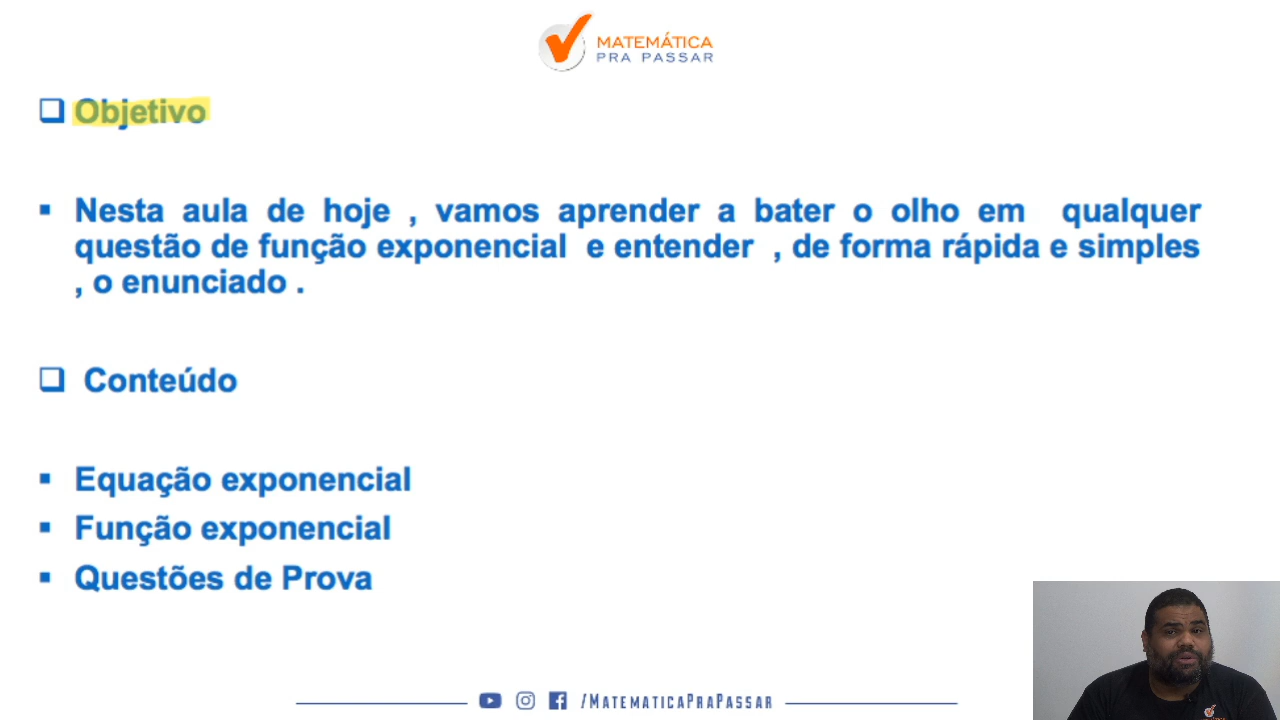 MATEMÁTICA
PRA PASSAR
Objetivo
Nesta aula de hoje , vamos aprender a bater o olho em qualquer
questão de função exponencial e entender , de forma rápida e simples
, o enunciado .
Conteúdo
Equação exponencial
Função exponencial
Questões de Prova
/MATEMATICAPRAPASSAR